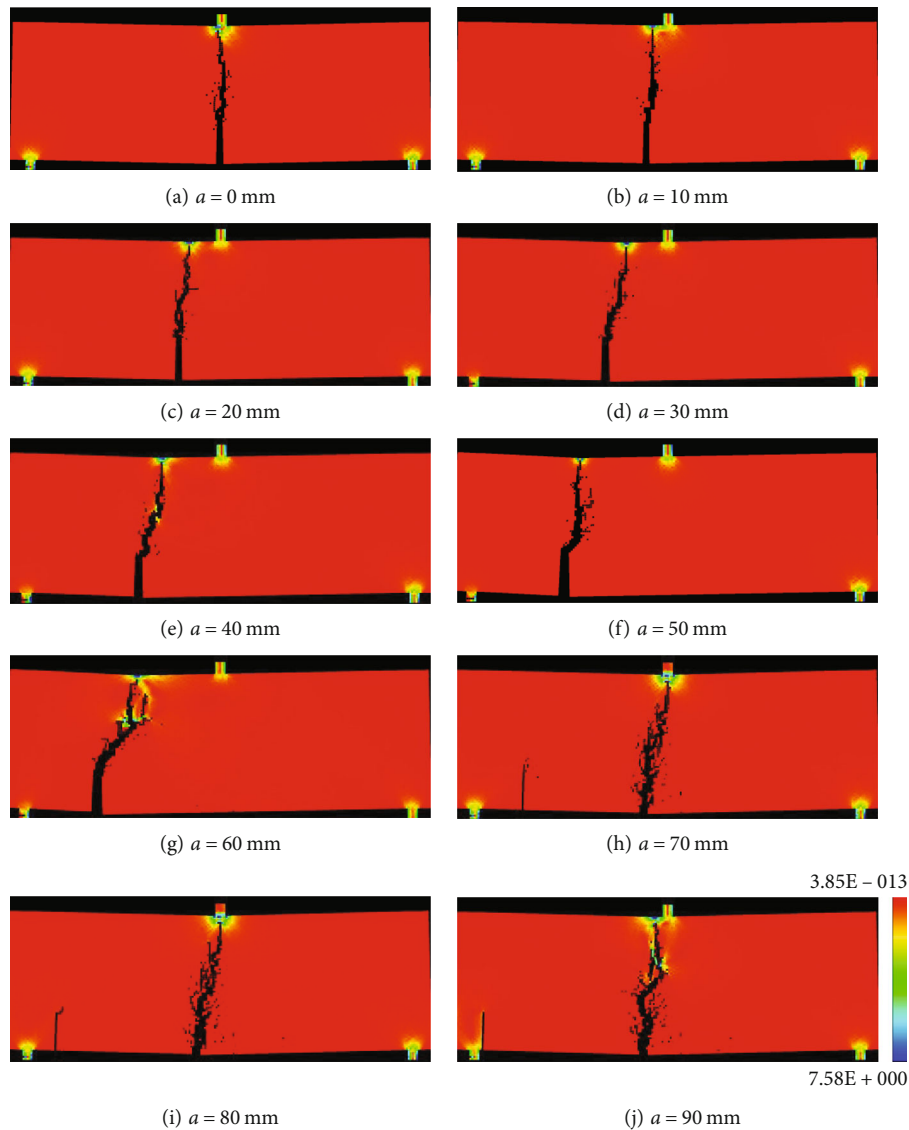 (a) a = 0 mm
(b) a = 10 mm
(c) a = 20 mm
(d) a = 30 mm
(e) a = 40 mm
(f) a = 50 mm
(g) a = 60 mm
(h) a = 70 mm
3.85E – 013
7.58E + 000
(i) a = 80 mm
(j) a = 90 mm